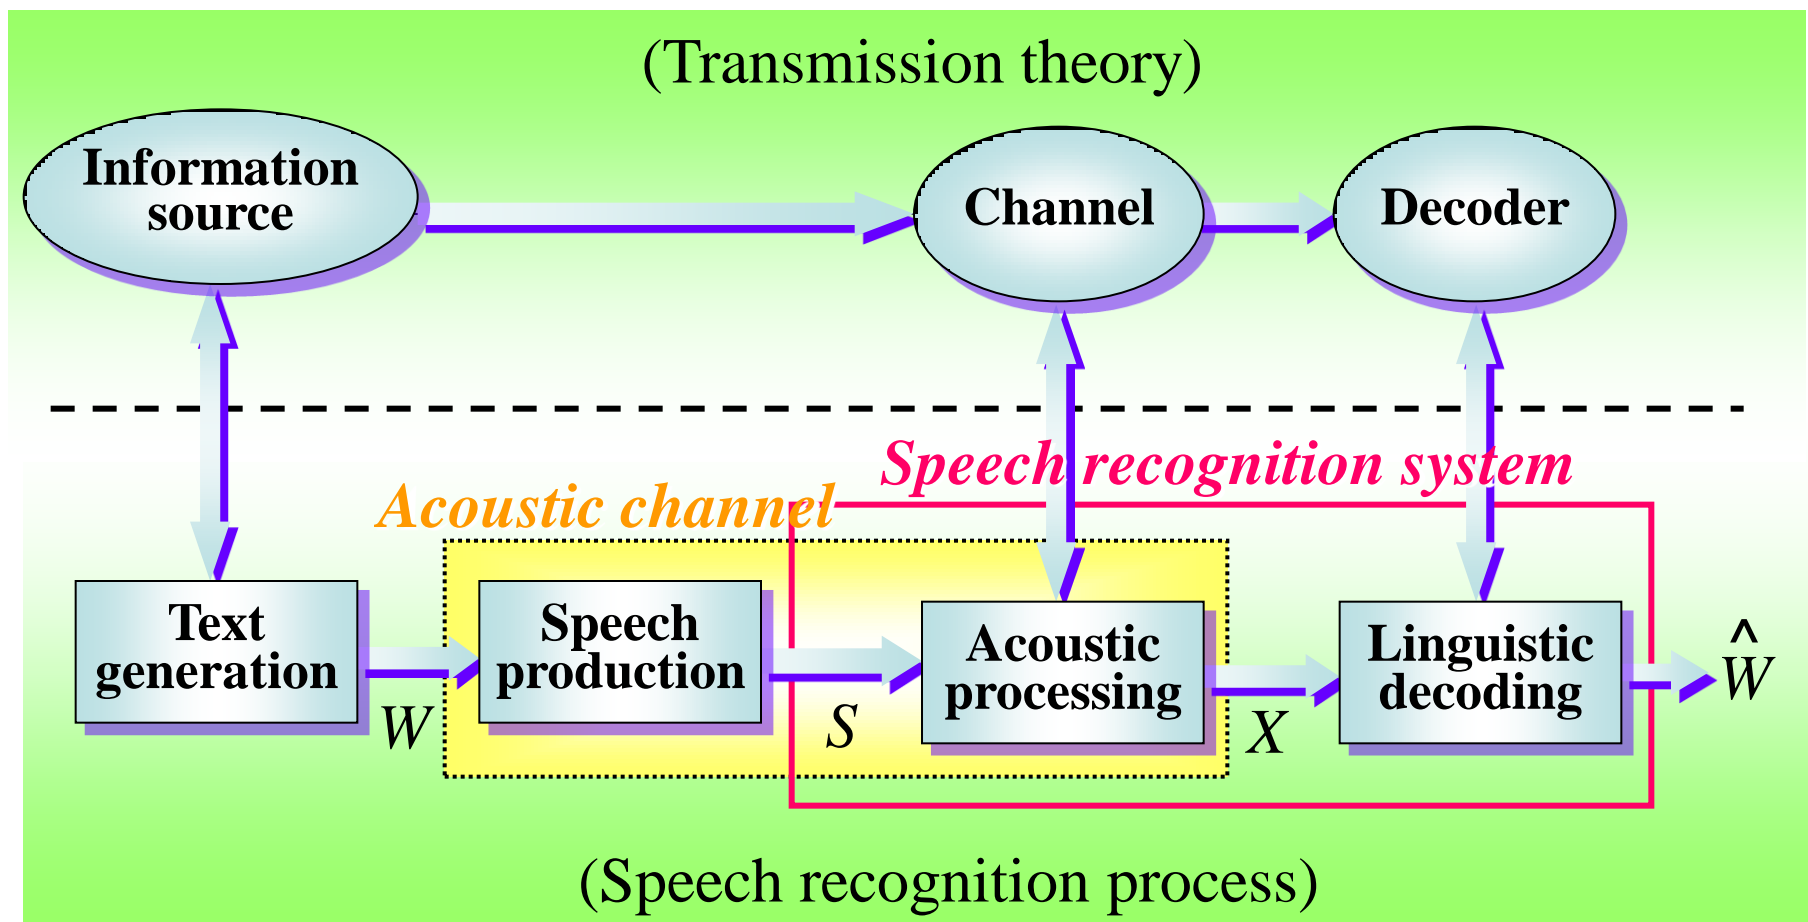 (Transmission theory)
Information
source
Channel
Decoder
Speech recognition system
Acoustic channel
Text
generation
W
Speech
production
S
Acoustic
processing
X
Linguistic
decoding
Ŵ
(Speech recognition process)